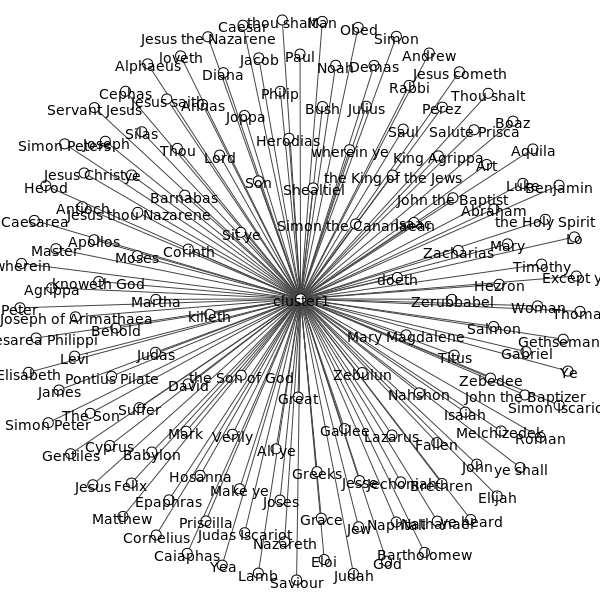 thou shalt
Man
Caesar
Obed
Jesus the Nazarene
Simon
loveth
Jacob
Paul
Andrew
Alphaeus
Diana
Noah
Demas
Jesus cometh
Rabbi
Cephas
Jesus saith
Annas
Philip
Thou shalt
Servant Jesus
Joppa
Bush
Julius
Perez
Boaz
Silas
Saul
Salute Prisca
Simon Peter
Joseph
Thou
Lord
Herodias
wherein ye
King Agrippa
Art
Aquila
Jesus Christ
Herod
Son
Shealtiel
the King of the Jews
Luke
Benjamin
Barnabas
John the Baptist
Antioch
Jesus thou Nazarene
Abraham
Caesarea
Simon the Cananaean
Isaac
the Holy Spirit
Sit ye
Apollos
Lo
Master
Moses
Corinth
Zacharias
Mary
wherein
Timothy
knoweth God
doeth
Hezron
Except y
Agrippa
Martha
cluster1
Zerubbabel
Woman
Peter
Thoma
Joseph of Arimathaea
killeth
Behold
Salmon
esarea Philippi
Mary Magdalene
Gethseman
Levi
Judas
Titus
Gabriel
Elisabeth
Pontius Pilate
the Son of God
Zebulun
Zebedee
Ye
James
David
Nahshon
John the Baptizer
Great
Simon Iscario
The Son
Suffer
Isaiah
Simon Peter
Mark
Verily
Galilee
Lazarus
Melchizedek
Roman
Cyprus
Fallen
Gentiles
Babylon
All ye
John
ye shall
Hosanna
Greeks
Jesus
Felix
Make ye
Jesse
Jechoniah
Brethren
Elijah
Epaphras
Joses
Matthew
Priscilla
Grace
Naphtali
Nathanael
ye heard
Cornelius
Judas Iscariot
Jew
Nazareth
Caiaphas
Bartholomew
Yea
Eloi
God
Lamb
Saviour
Judah